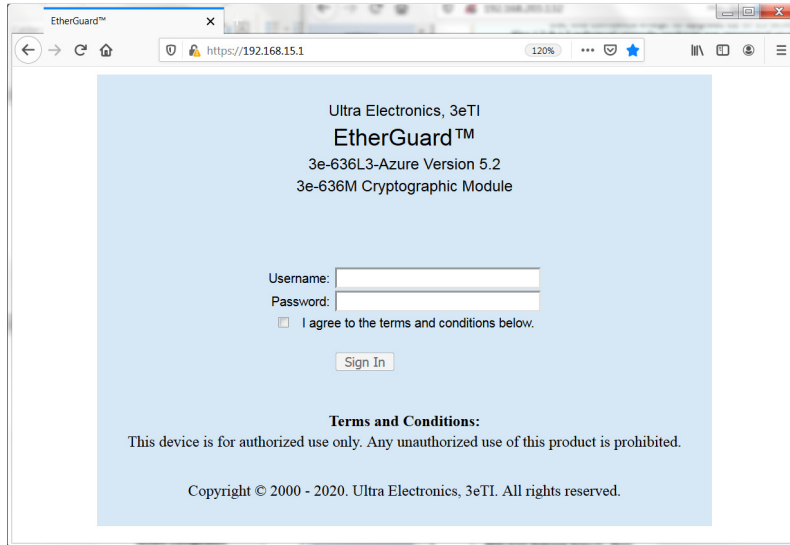 EtherGuard™
https://192.168.15.1
120%
Ultra Electronics, 3eTI
EtherGuard™
3e-636L3-Azure Version 5.2
3e-636M Cryptographic Module
Username:
Password:
I agree to the terms and conditions below.
Sign In
Terms and Conditions:
This device is for authorized use only. Any unauthorized use of this product is prohibited.
Copyright © 2000 - 2020. Ultra Electronics, 3eTI. All rights reserved.